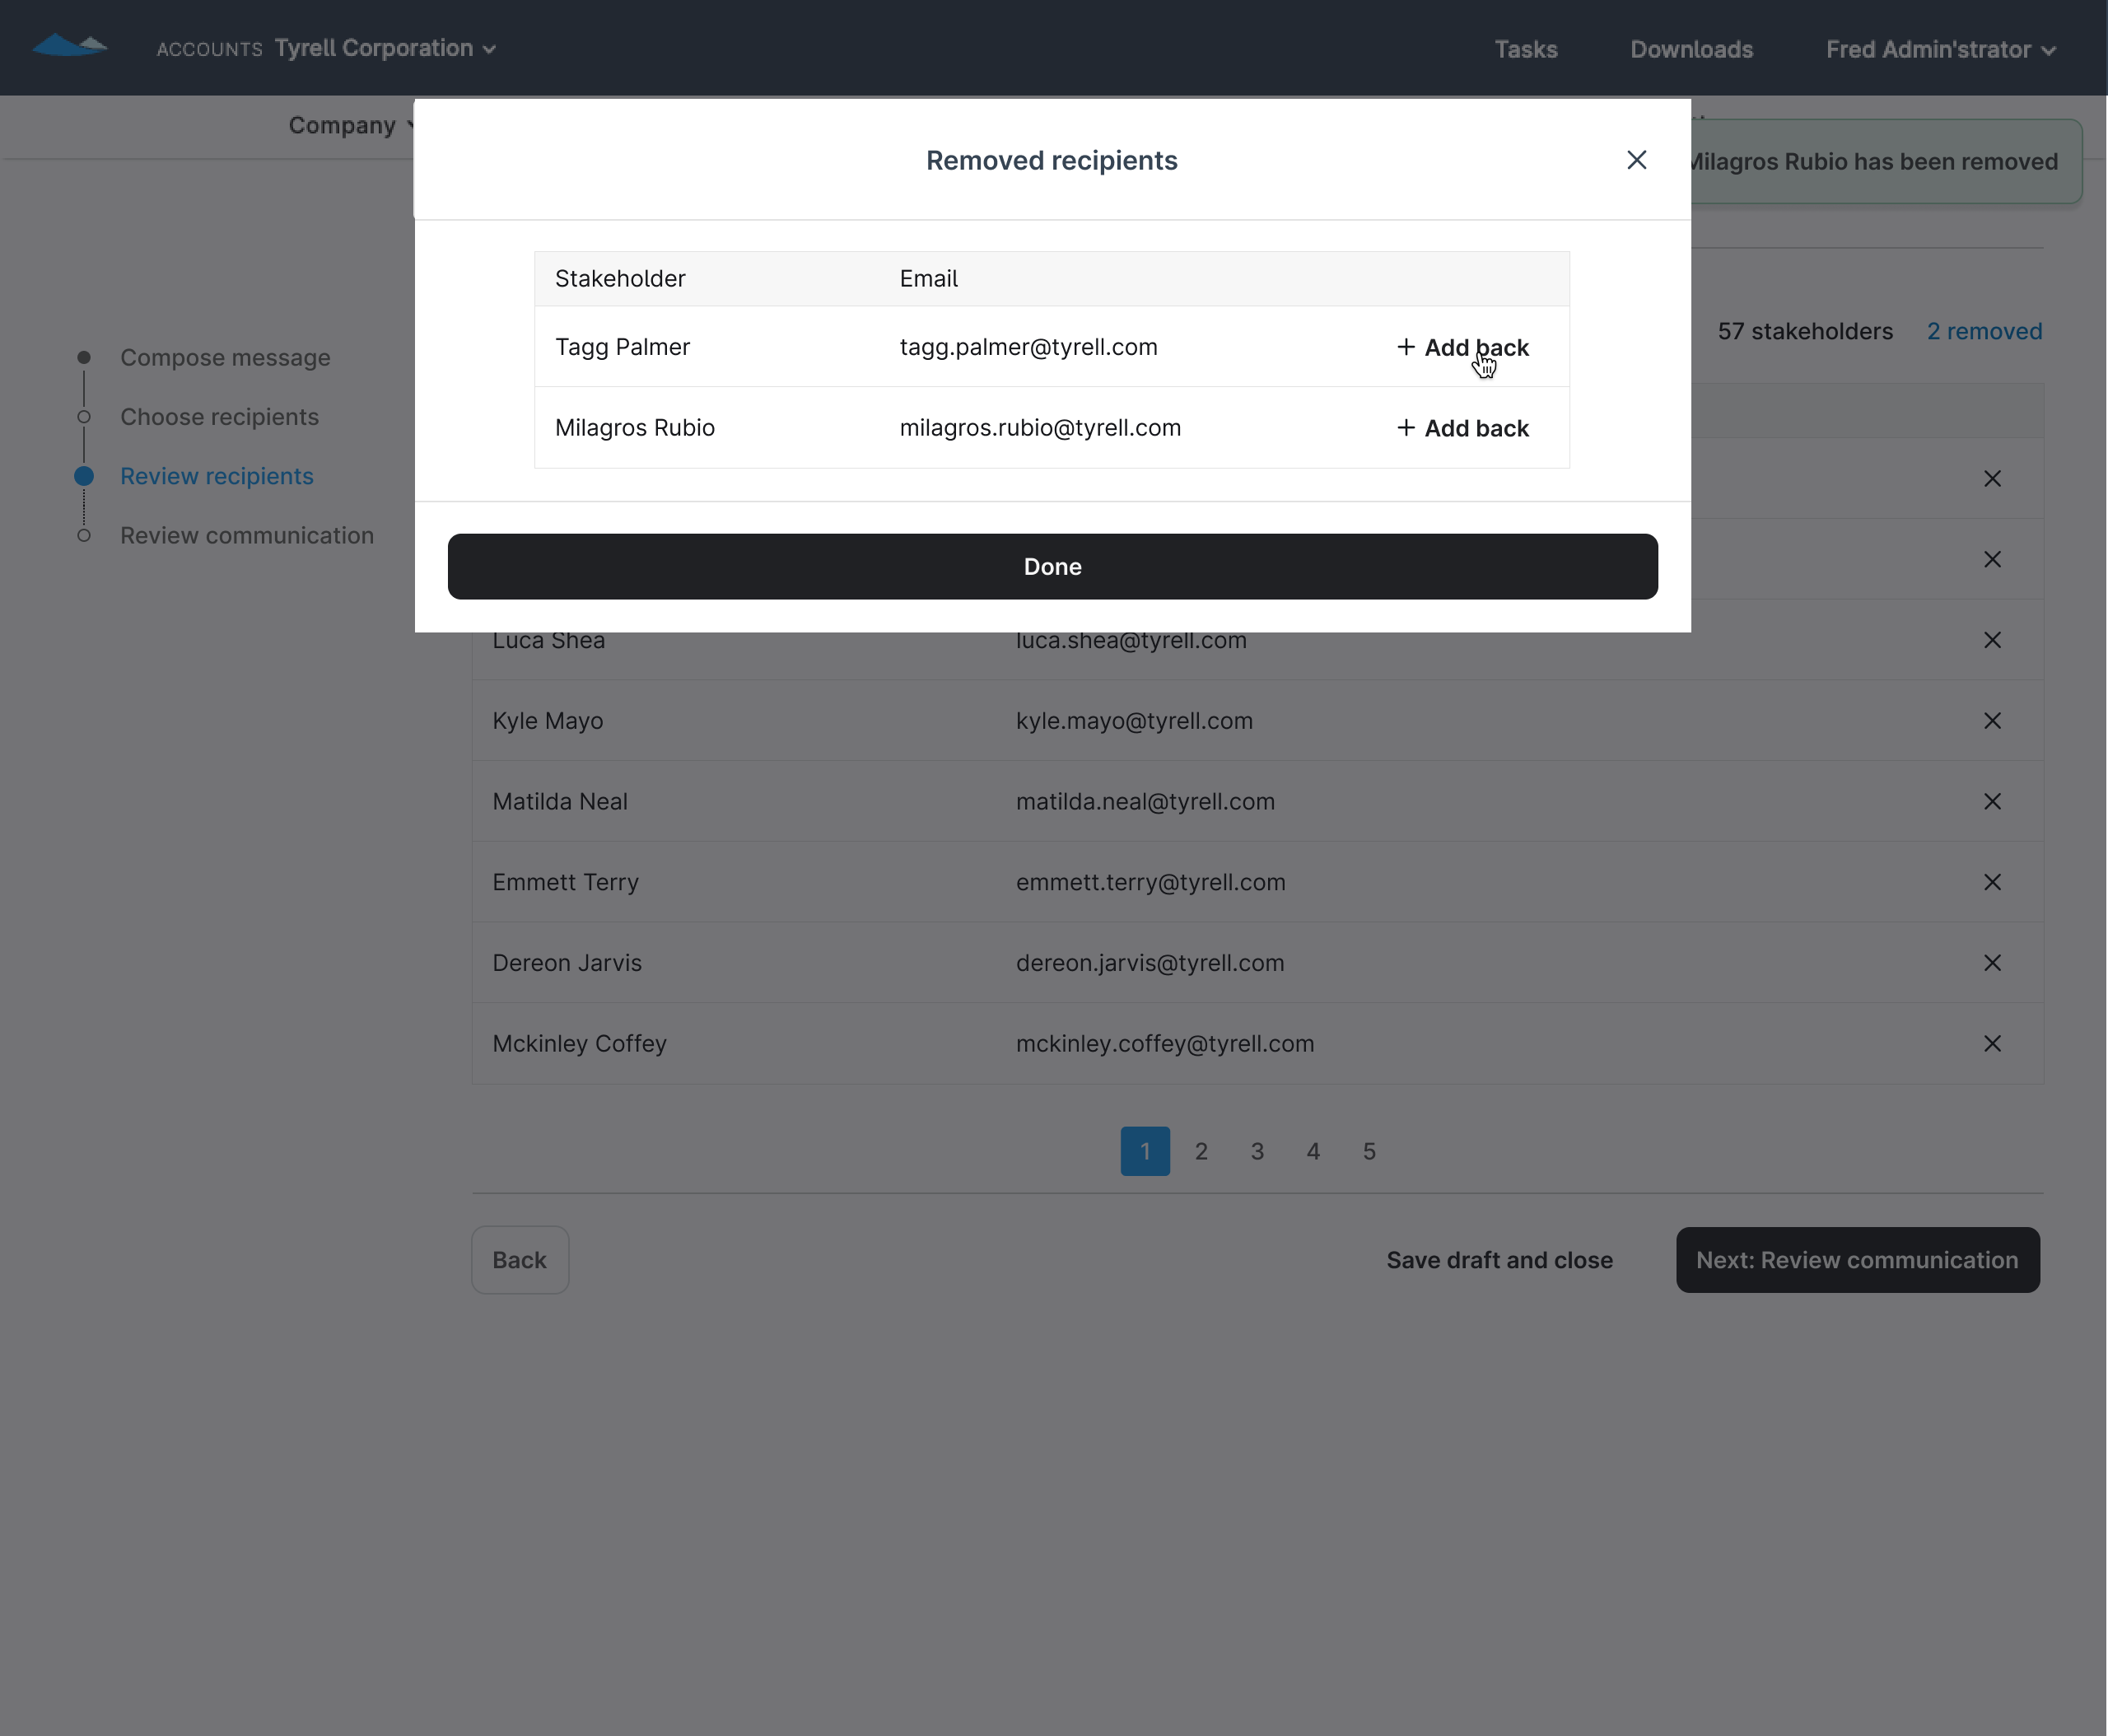 ACCOUNTS Tyrell Corporation
Tasks
Downloads
Fred Admin'strator
Company
Milagros Rubio has been removed
Removed recipients
Stakeholder Email
Tagg Palmer tagg.palmer@tyrell.com + Add back
Milagros Rubio milagros.rubio@tyrell.com + Add back
Done
57 stakeholders 2 removed
Compose message
Choose recipients
Review recipients
Review communication
Luca Shea luca.shea@tyrell.com
Kyle Mayo kyle.mayo@tyrell.com
Matilda Neal matilda.neal@tyrell.com
Emmett Terry emmett.terry@tyrell.com
Dereon Jarvis dereon.jarvis@tyrell.com
Mckinley Coffey mckinley.coffey@tyrell.com
1 2 3 4 5
Back
Save draft and close
Next: Review communication